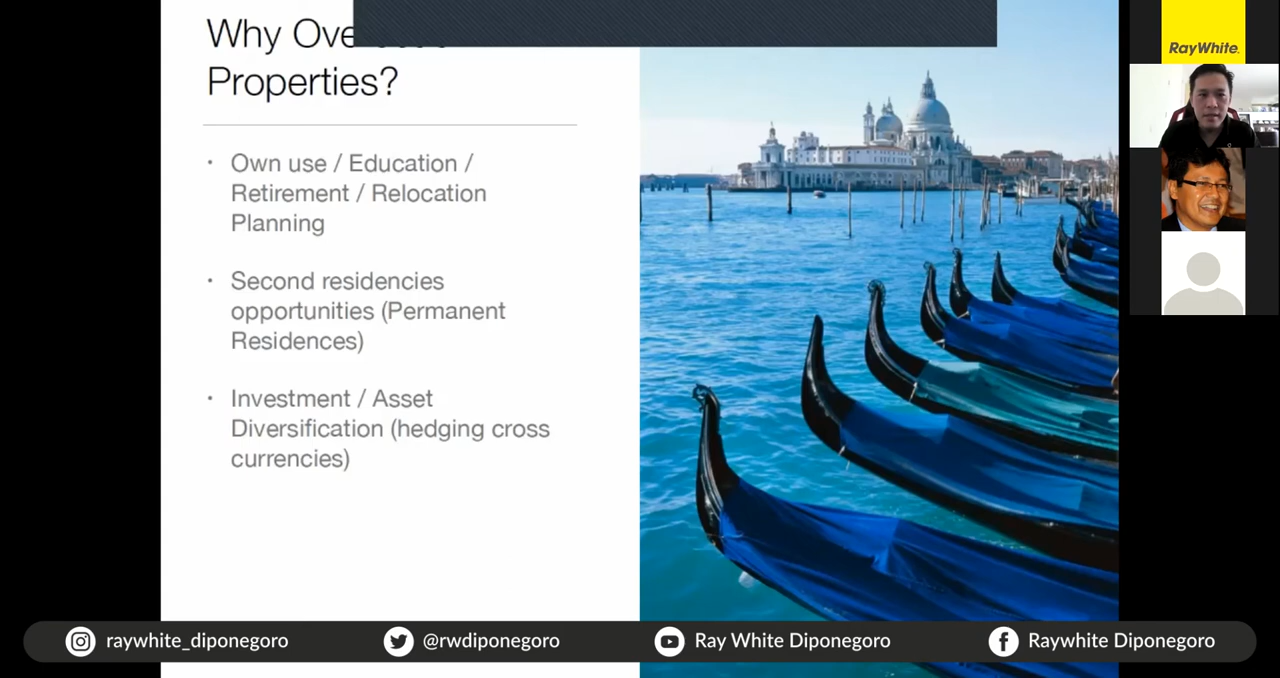 Why
Properties?
• Own use / Education /
Retirement / Relocation
Planning
• Second residencies
opportunities (Permanent
Residences)
• Investment / Asset
Diversification (hedging cross
currencies)
RayWhite.
raywhite_diponegoro
@rwdiponegoro
Ray White Diponegoro
Raywhite Diponegoro